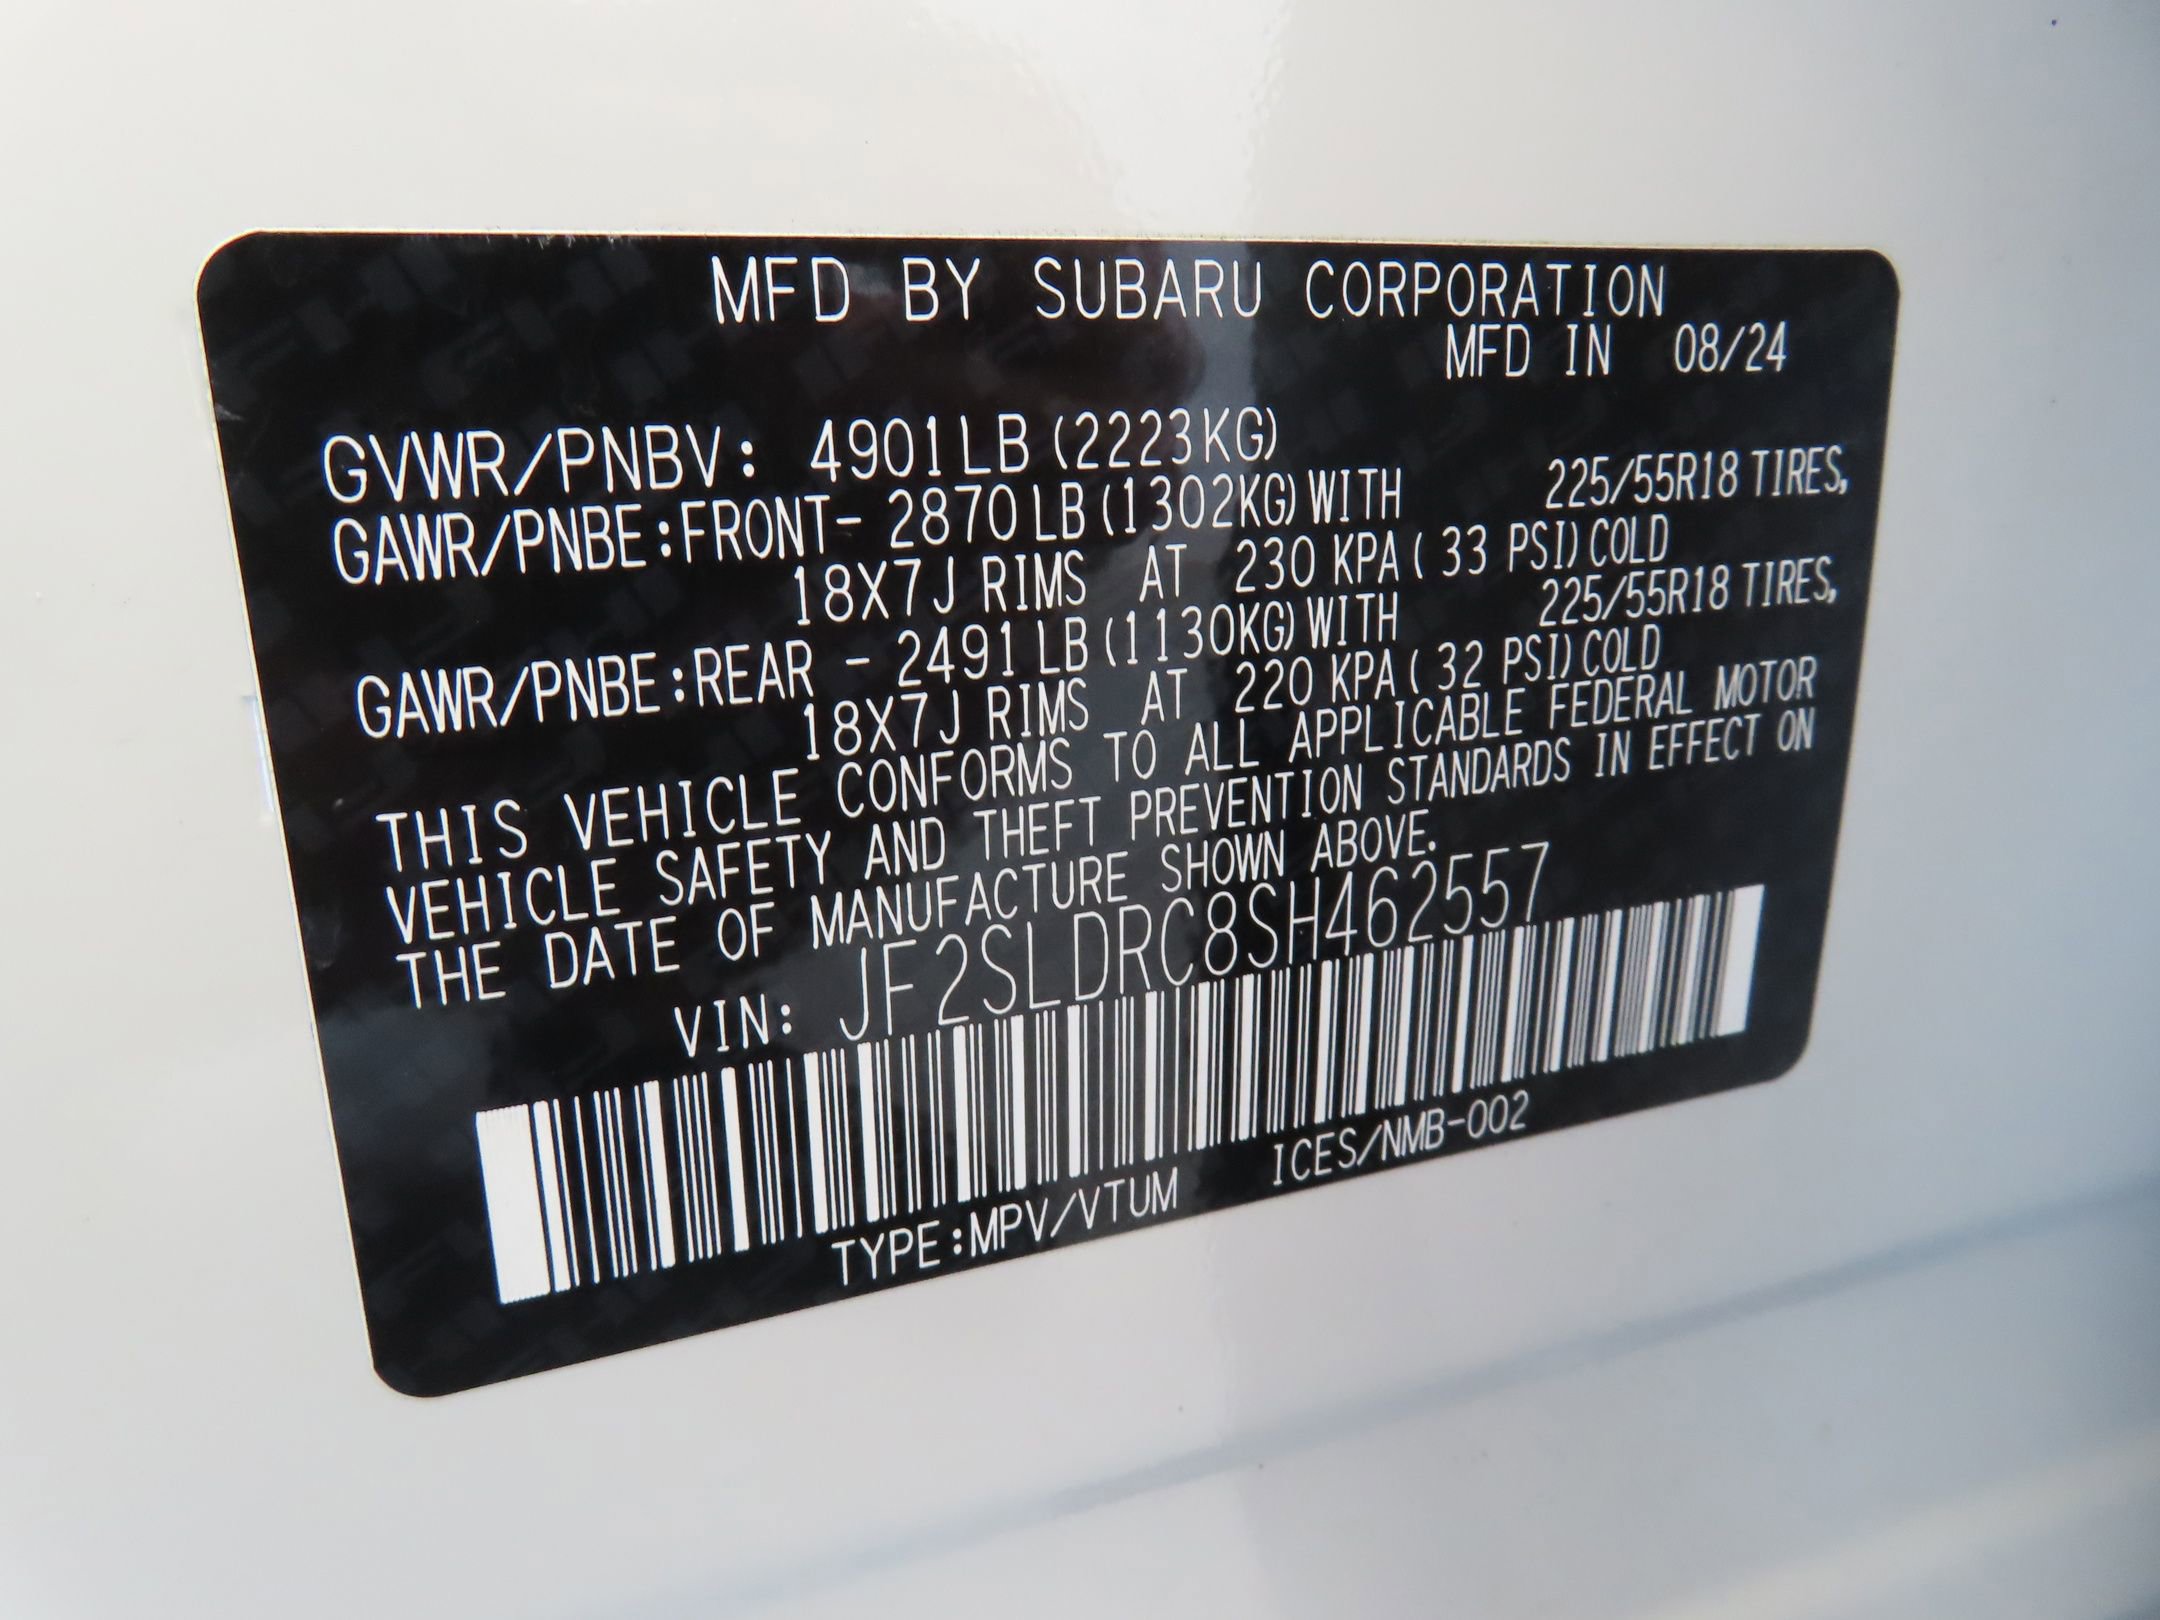 MFD BY SUBARU CORPORATION
MFD IN 08/24
GVWR/PNBV: 4901LB (2223KG)
GAWR/PNBE:FRONT- 2870LB(1302KG)WITH 225/55R18 TIRES,
18X7J RIMS AT 230 KPA( 33 PSI)COLD
GAWR/PNBE:REAR - 2491LB(1130KG)WITH 225/55R18 TIRES,
18X7J RIMS AT 220 KPA( 32 PSI)COLD
THIS VEHICLE CONFORMS TO ALL APPLICABLE FEDERAL MOTOR
VEHICLE SAFETY AND THEFT PREVENTION STANDARDS IN EFFECT ON
THE DATE OF MANUFACTURE SHOWN ABOVE.
VIN: JF2SLDRC8SH462557
TYPE:MPV/VTUM ICES/NMB-002